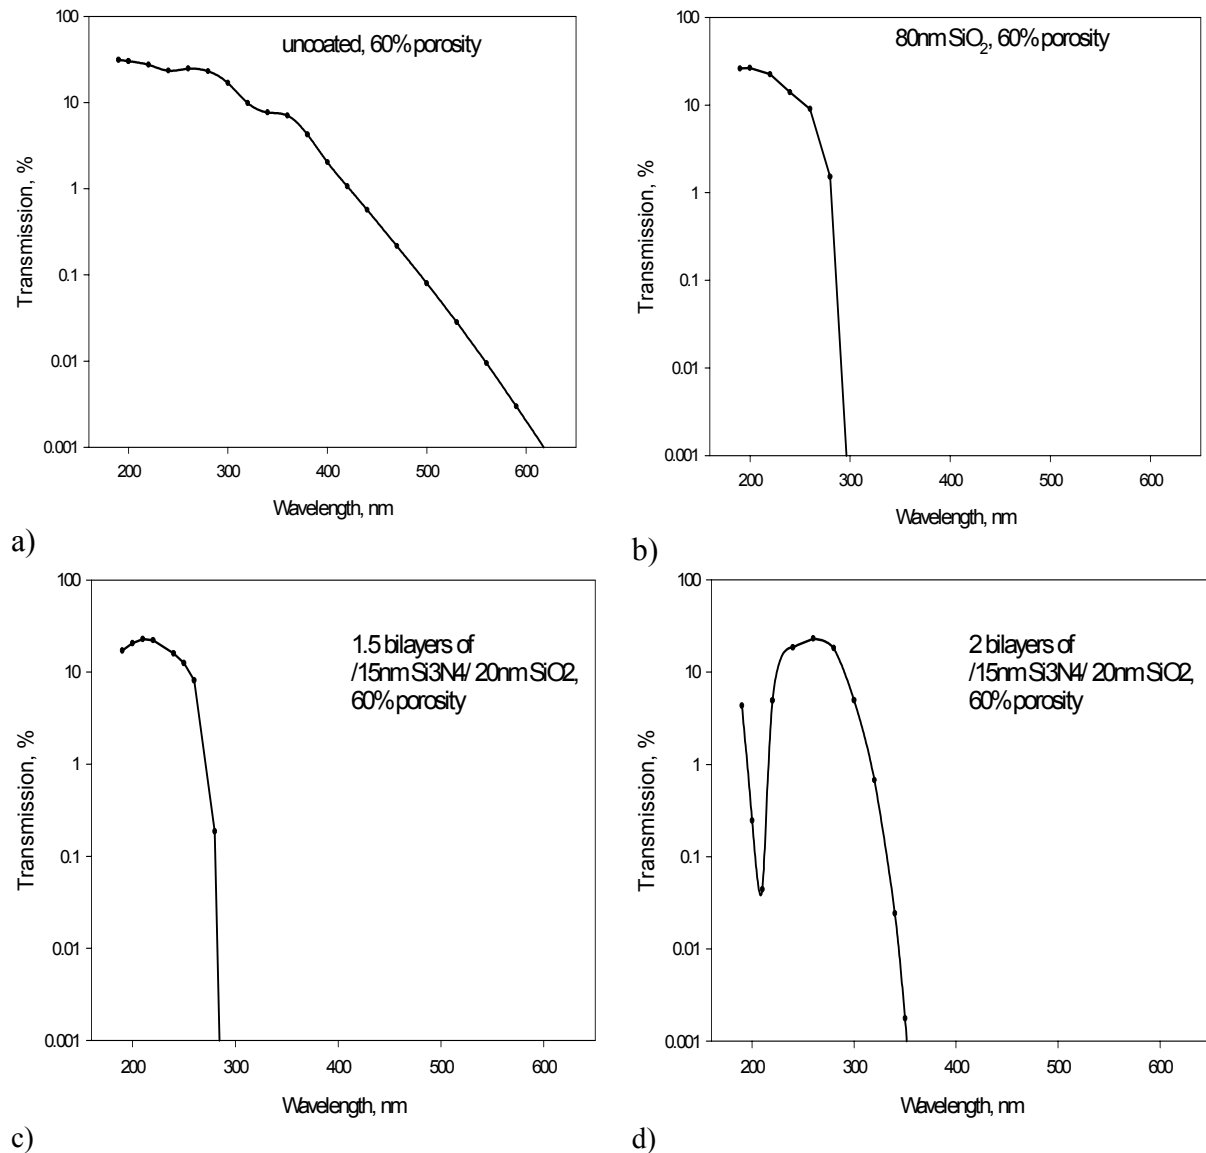 uncoated, 60% porosity
Transmission, %
100
10
1
0.1
0.01
0.001
200 300 400 500 600
Wavelength, nm
a)
80nm SiO2, 60% porosity
Transmission, %
100
10
1
0.1
0.01
0.001
200 300 400 500 600
Wavelength, nm
b)
1.5 bilayers of
/15nm Si3N4/ 20nm SiO2,
60% porosity
Transmission, %
100
10
1
0.1
0.01
0.001
200 300 400 500 600
Wavelength, nm
c)
2 bilayers of
/15nm Si3N4/ 20nm SiO2,
60% porosity
Transmission, %
100
10
1
0.1
0.01
0.001
200 300 400 500 600
Wavelength, nm
d)